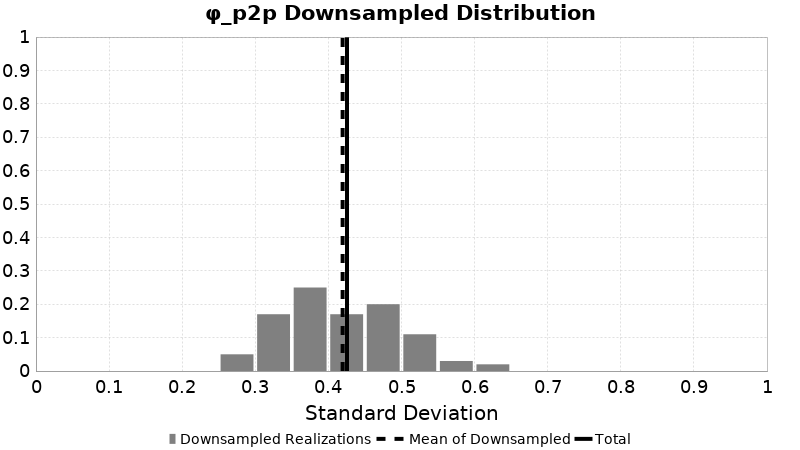 φ_p2p Downsampled Distribution
1
0.9
0.8
0.7
0.6
0.5
0.4
0.3
0.2
0.1
0
0 0.1 0.2 0.3 0.4 0.5 0.6 0.7 0.8 0.9 1
Standard Deviation
Downsampled Realizations Mean of Downsampled Total